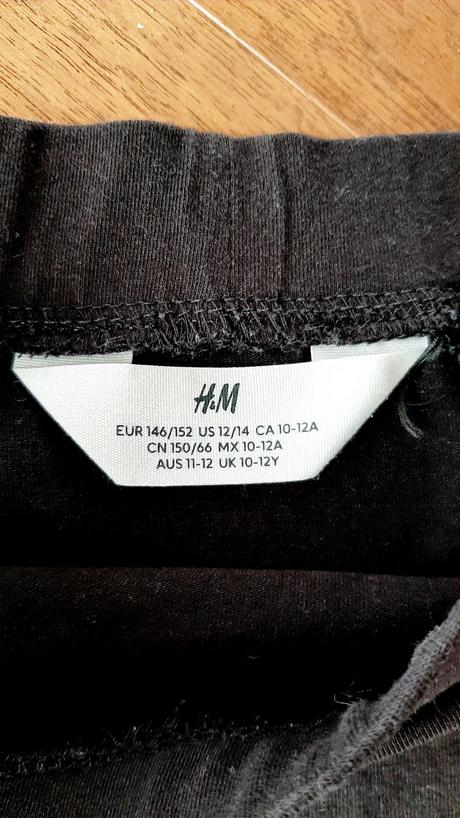 H&M
EUR 146/152 US 12/14 CA 10-12A
CN 150/66 MX 10-12A
AUS 11-12 UK 10-12Y